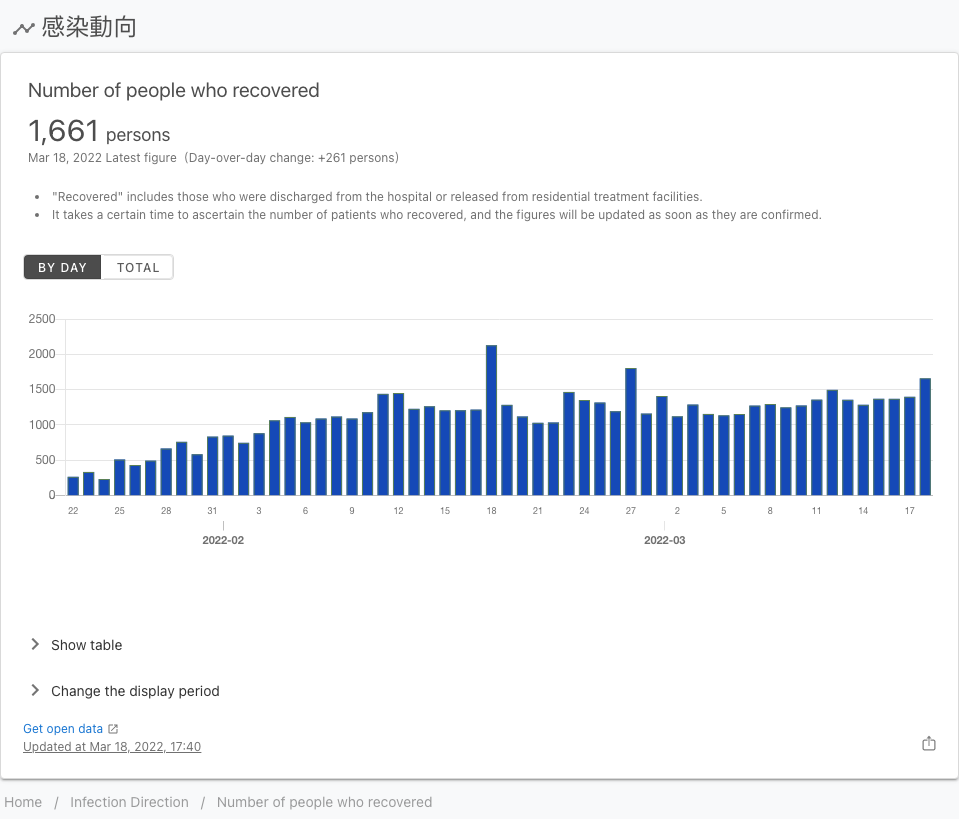 感染動向
Number of people who recovered
1,661 persons
Mar 18, 2022 Latest figure (Day-over-day change: +261 persons)
• "Recovered" includes those who were discharged from the hospital or released from residential treatment facilities.
• It takes a certain time to ascertain the number of patients who recovered, and the figures will be updated as soon as they are confirmed.
BY DAY TOTAL
2500
2000
1500
1000
500
0
22 25 28 31 3 6 9 12 15 18 21 24 27 2 5 8 11 14 17
2022-02 2022-03
Show table
Change the display period
Get open data
Updated at Mar 18, 2022, 17:40
Home / Infection Direction / Number of people who recovered